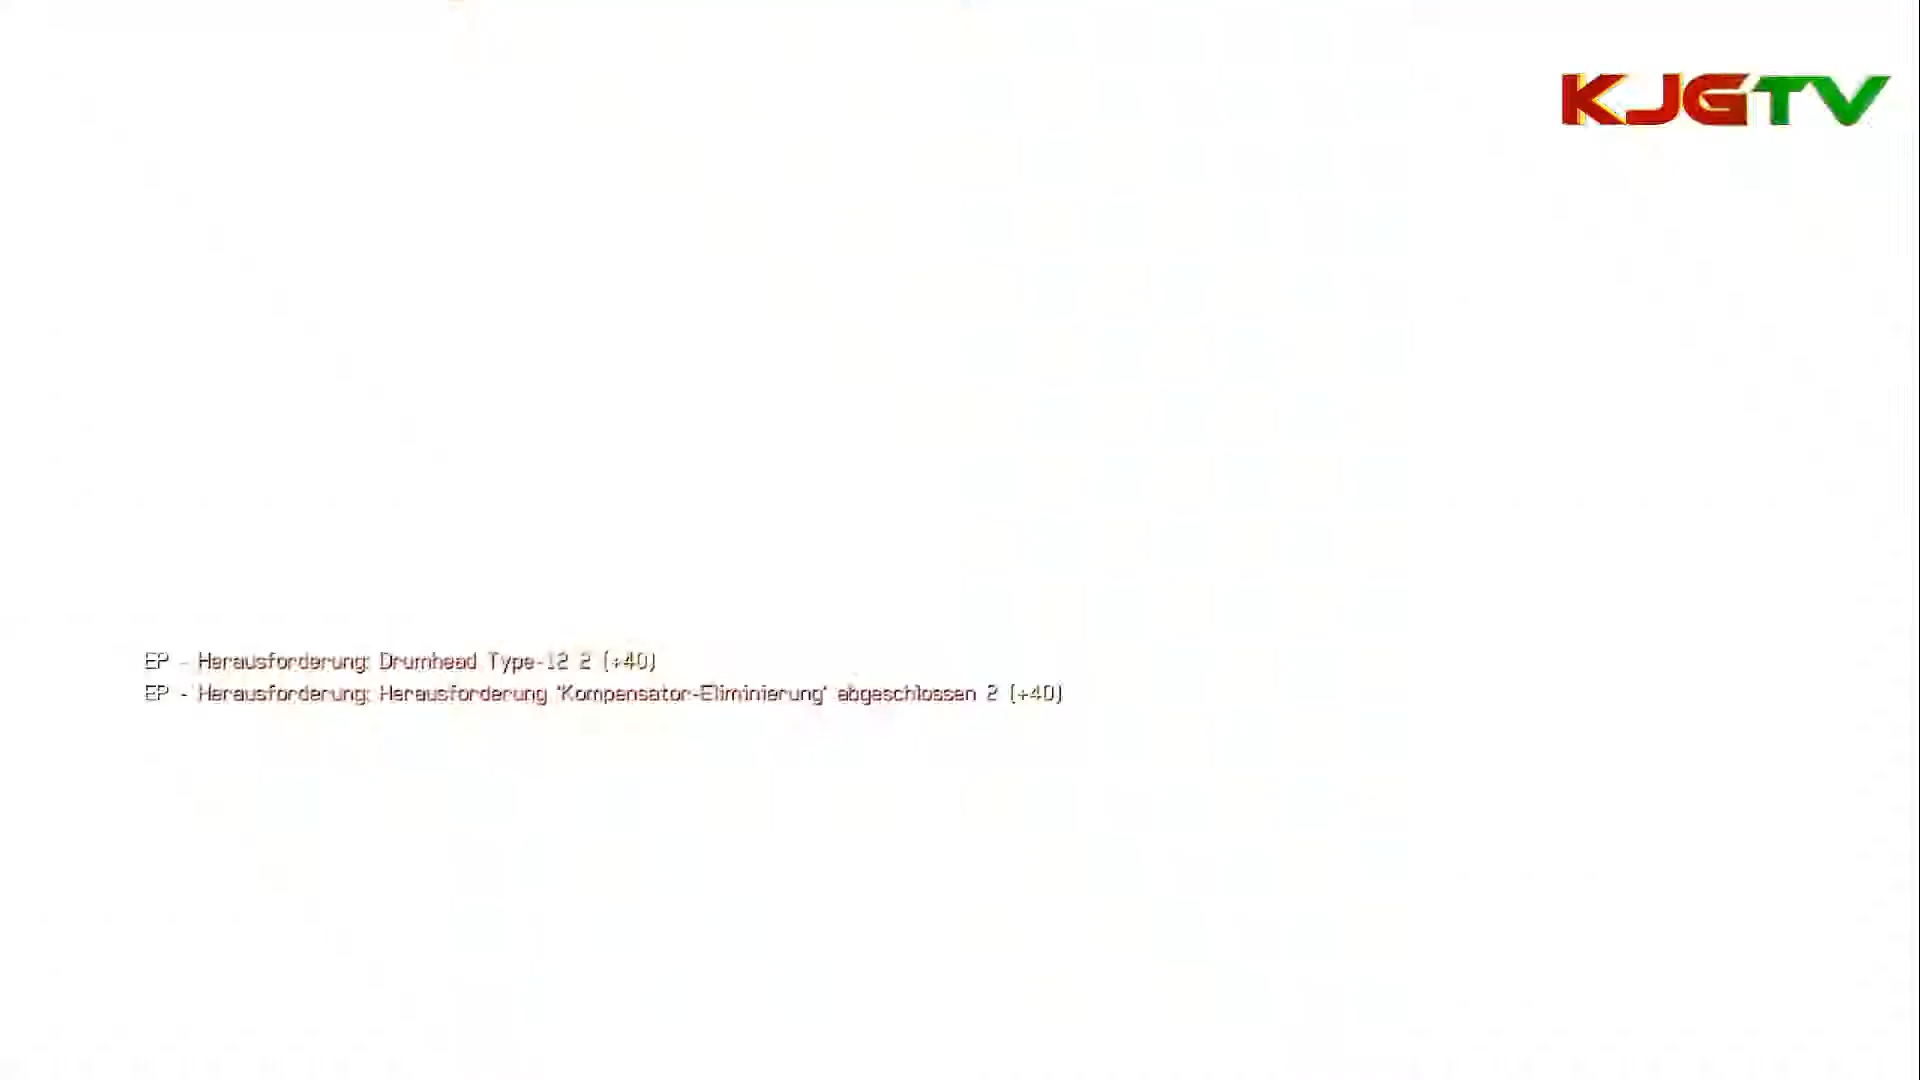 KJGTV
EP - Herausforderung: Drumhead Type-12 2 (+40)
EP - Herausforderung: Herausforderung 'Kompensator-Eliminierung' abgeschlossen 2 (+40)